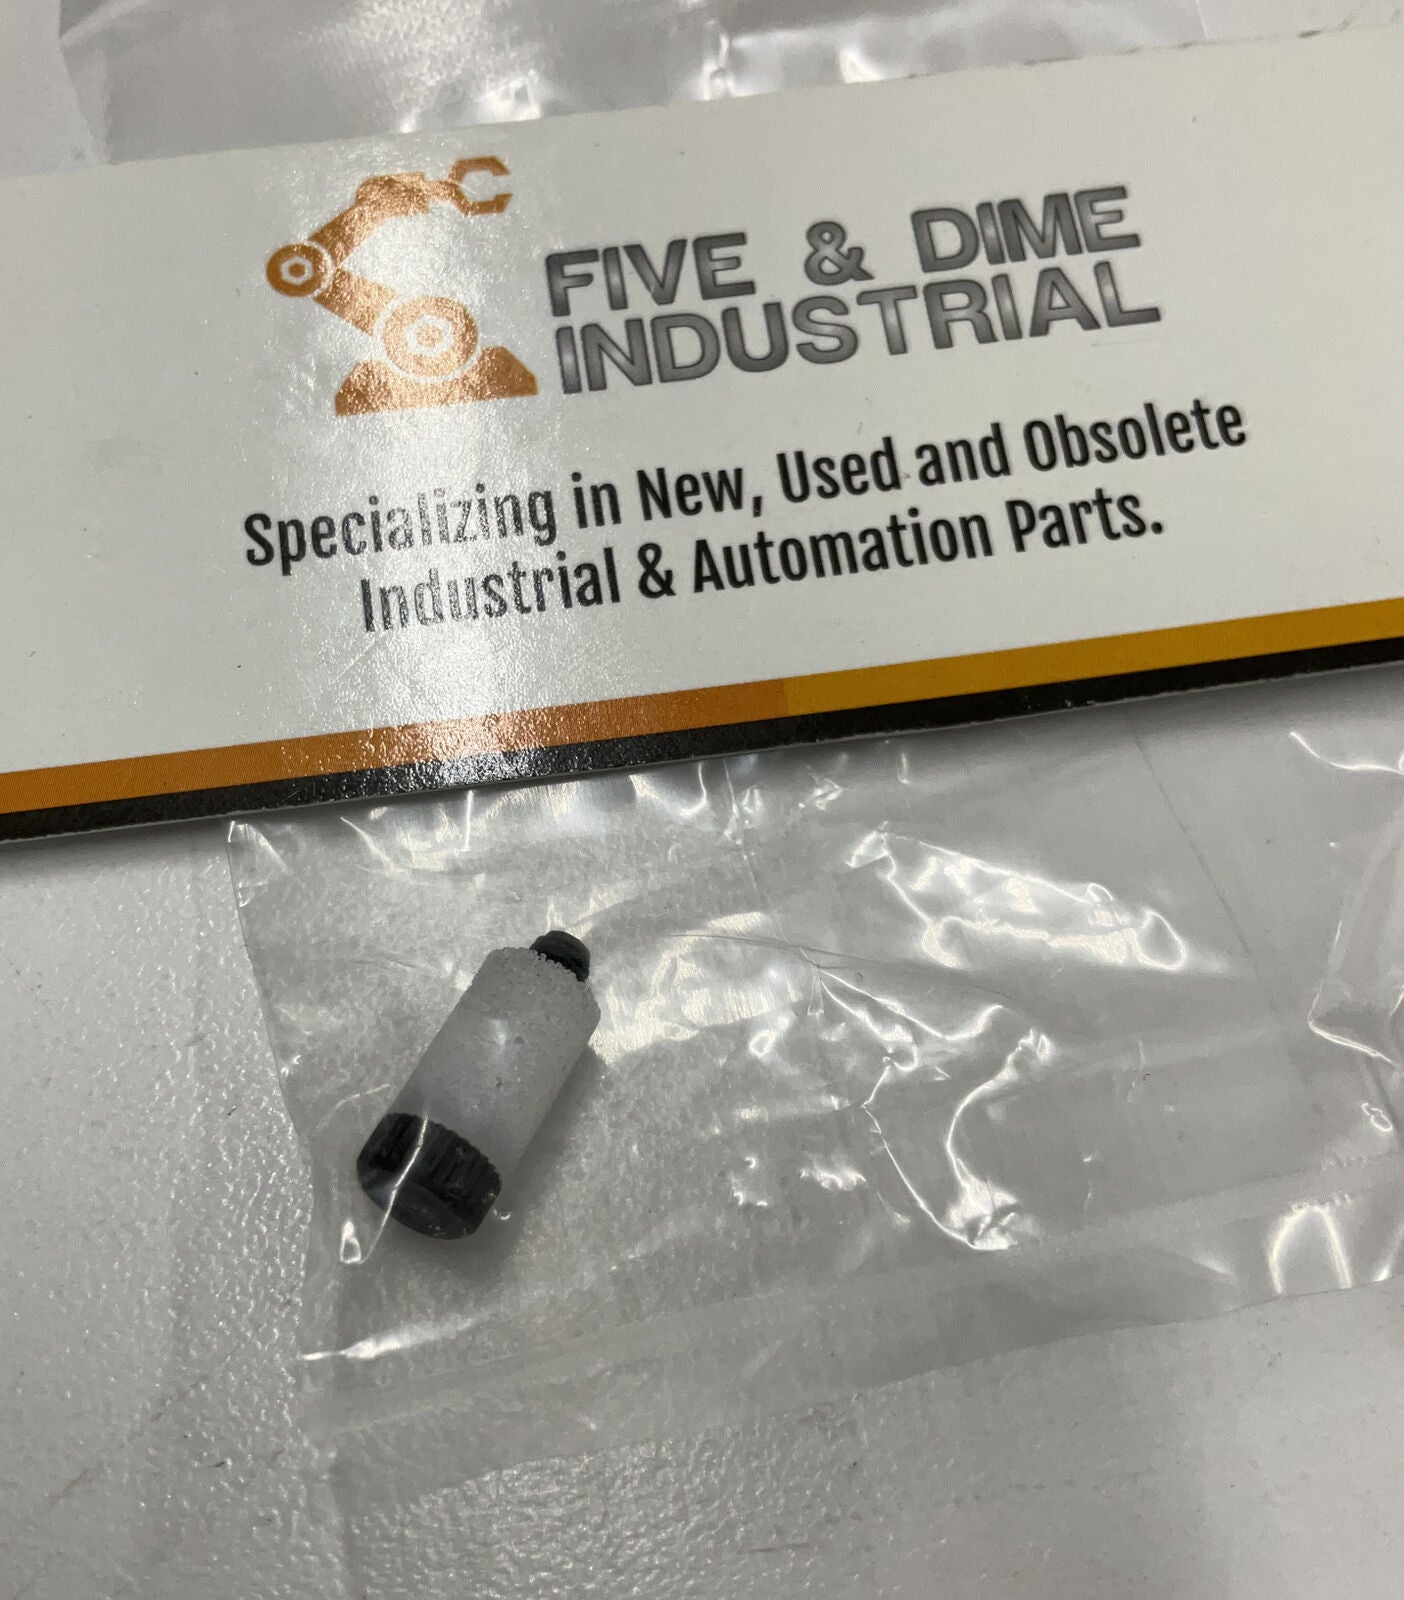 FIVE & DIME
INDUSTRIAL
Specializing in New, Used and Obsolete
Industrial & Automation Parts.